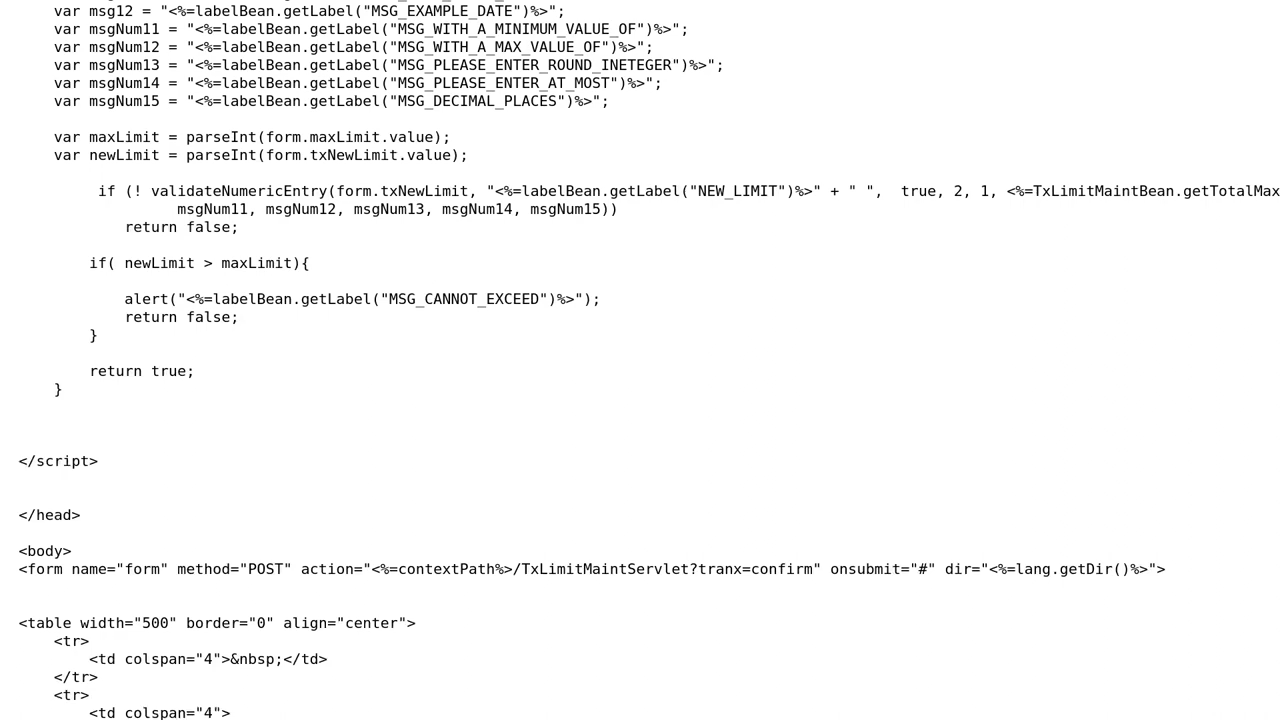 var msg12 = "<%=labelBean.getLabel("MSG_EXAMPLE_DATE")%>";
var msgNum11 = "<%=labelBean.getLabel("MSG_WITH_A_MINIMUM_VALUE_OF")%>";
var msgNum12 = "<%=labelBean.getLabel("MSG_WITH_A_MAX_VALUE_OF")%>";
var msgNum13 = "<%=labelBean.getLabel("MSG_PLEASE_ENTER_ROUND_INETEGER")%>";
var msgNum14 = "<%=labelBean.getLabel("MSG_PLEASE_ENTER_AT_MOST")%>";
var msgNum15 = "<%=labelBean.getLabel("MSG_DECIMAL_PLACES")%>";
var maxLimit = parseInt(form.maxLimit.value);
var newLimit = parseInt(form.txNewLimit.value);
if (! validateNumericEntry(form.txNewLimit, "<%=labelBean.getLabel("NEW_LIMIT")%>" + " ",  true, 2, 1, <%=TxLimitMaintBean.getTotalMax
msgNum11, msgNum12, msgNum13, msgNum14, msgNum15))
return false;
if( newLimit > maxLimit){
alert("<%=labelBean.getLabel("MSG_CANNOT_EXCEED")%>");
return false;
}
return true;
}
</script>
</head>
<body>
<form name="form" method="POST" action="<%=contextPath%>/TxLimitMaintServlet?tranx=confirm" onsubmit="#" dir="<%=lang.getDir()%>">
<table width="500" border="0" align="center">
<tr>
<td colspan="4">&nbsp;</td>
</tr>
<tr>
<td colspan="4">